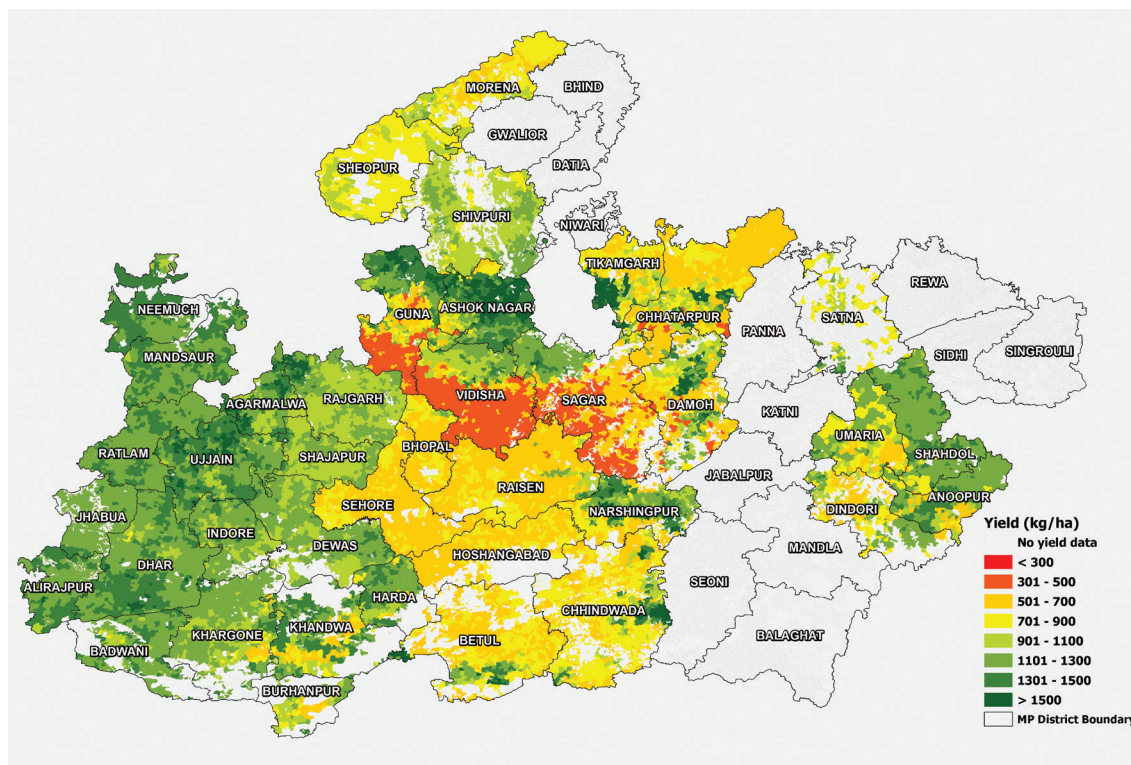 BHIND
MORENA
GWALIOR
DATIA
SHEOPUR
SHIVPURI
NIWARI
TIKAMGARH
REWA
NEEMUCH
ASHOK NAGAR
GUNA
CHHATARPUR
SATNA
PANNA
MANDSAUR
SIDHI
SINGROULI
AGARMALWA
RAJGARH
VIDISHA
SAGAR
DAMOH
KATNI
UMARIA
BHOPAL
RATLAM
UJJAIN
SHAJAPUR
SHAHDOL
JABALPUR
RAISEN
SEHORE
ANOOPUR
NARSHINGPUR
DINDORI
JHABUA
INDORE
DEWAS
HOSHANGABAD
MANDLA
DHAR
SEONI
ALIRAJPUR
HARDA
CHHINDWADA
KHANDWA
KHARGONE
BETUL
BALAGHAT
BADWANI
BURHANPUR
Yield (kg/ha)
No yield data
< 300
301 - 500
501 - 700
701 - 900
901 - 1100
1101 - 1300
1301 - 1500
> 1500
MP District Boundary